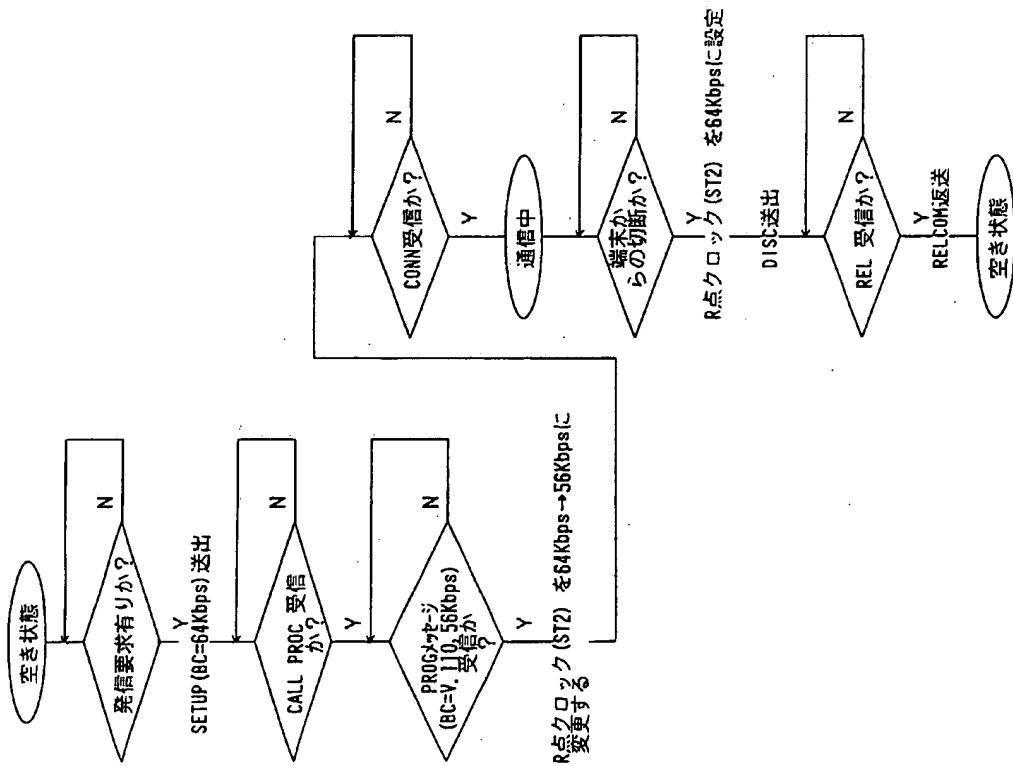 空き状態
発信要求有りか?
N
Y
SETUP(BC=64Kbps)送出
CALL PROC 受信
か?
N
Y
PROGメッセージ
(BC=V.110,56Kbps)
受信か
?
N
Y
R点クロック(ST2) を64Kbps→56Kbpsに
変更する
CONN受信か?
N
Y
通信中
端末か
らの切断か?
N
Y
R点クロック(ST2) を64Kbpsに設定
DISC送出
REL 受信か?
N
Y
RELCOM返送
空き状態